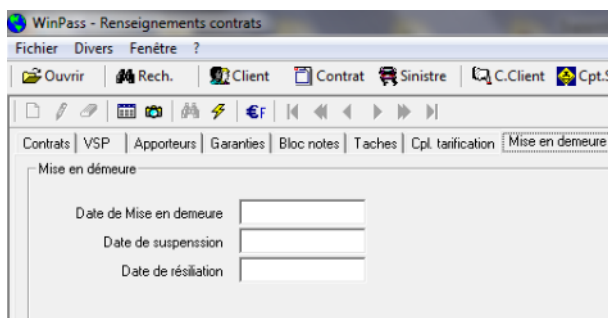 WinPass - Renseignements contrats
Fichier Divers Fenêtre ?
Ouvrir Rech. Client Contrat Sinistre C.Client Cpt.S
€F
Contrats VSP Apporteurs Garanties Bloc notes Taches Cpl. tarification Mise en demeure
Mise en démeure
Date de Mise en demeure
Date de suspenssion
Date de résiliation